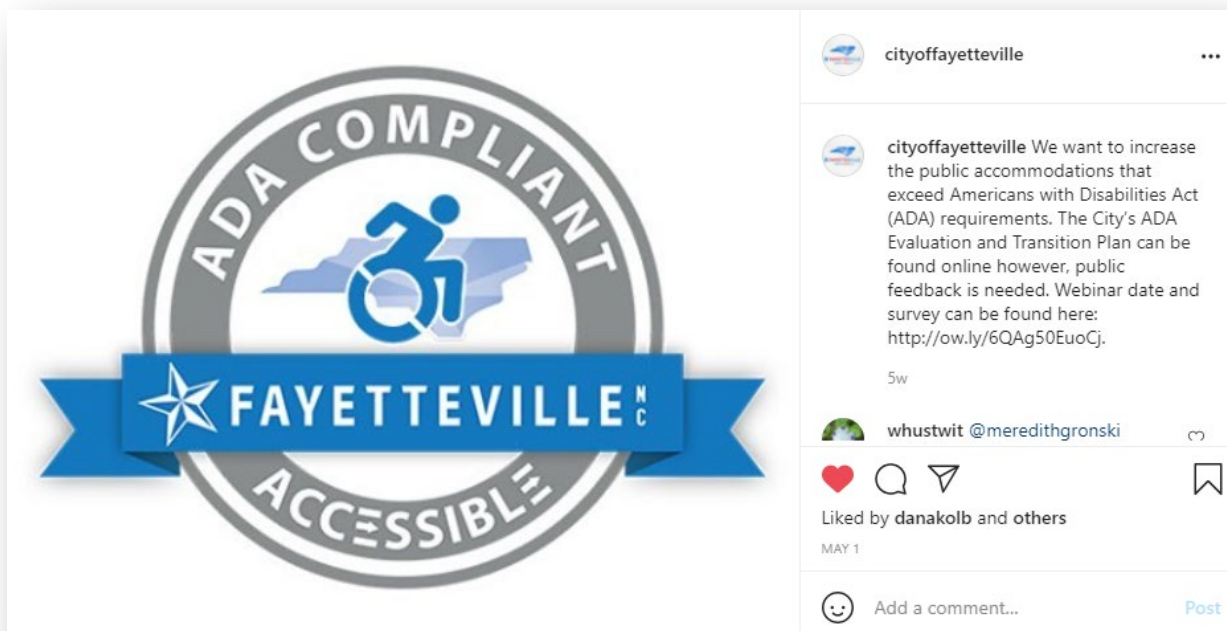 ADA COMPLIANT
FAYETTEVILLE NC
ACCESSIBLE
cityoffayetteville
cityoffayetteville We want to increase
the public accommodations that
exceed Americans with Disabilities Act
(ADA) requirements. The City's ADA
Evaluation and Transition Plan can be
found online however, public
feedback is needed. Webinar date and
survey can be found here:
http://ow.ly/6QAg50EuoCj.
5w
whustwit @meredithgronski
Liked by danakolb and others
MAY 1
Add a comment...
Post